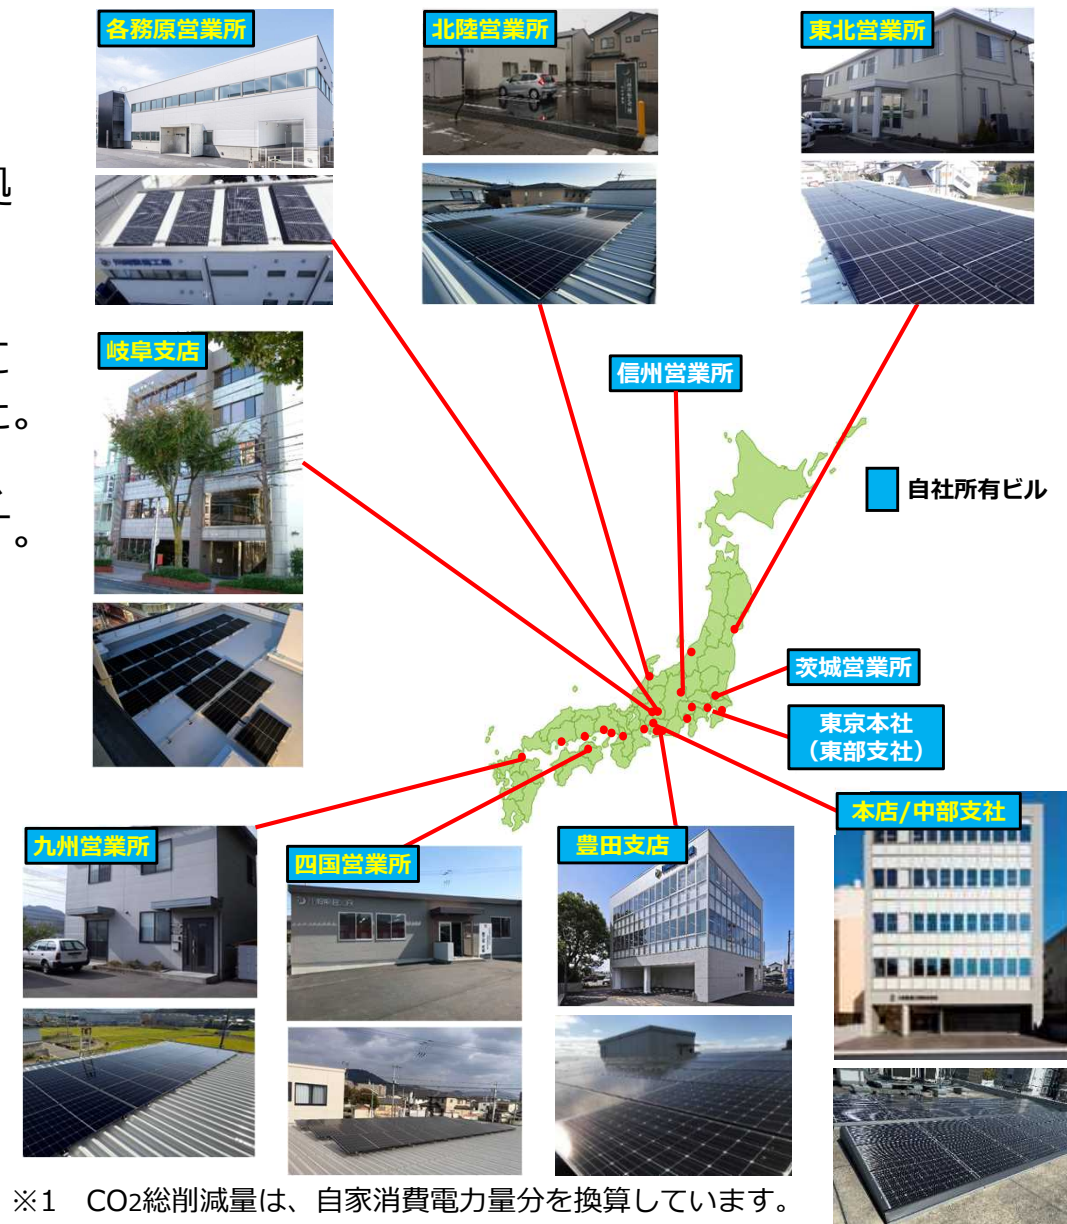 各務原営業所
北陸営業所
東北営業所
処
に
た。
岐阜支店
信州営業所
自社所有ビル
。
茨城営業所
東京本社
（東部支社）
本店/中部支社
九州営業所
四国営業所
豊田支店
※1 CO2総削減量は、自家消費電力量分を換算しています。